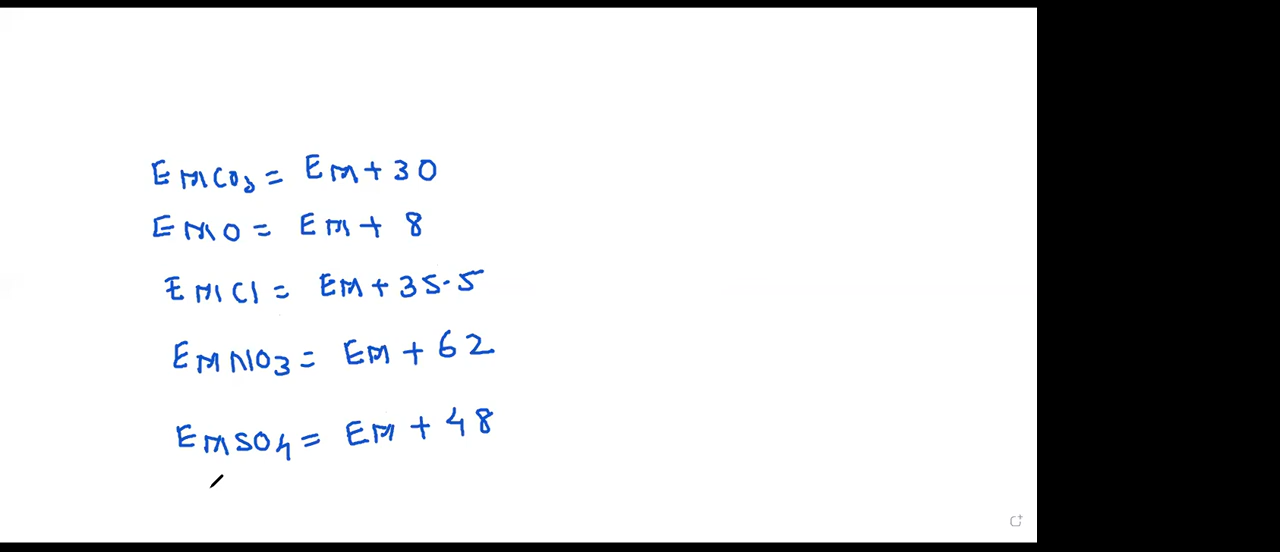 EMCO3 = EM + 30
EMO = EM + 8
EMCl = EM + 35.5
EMNO3 = EM + 62
EMSO4 = EM + 48